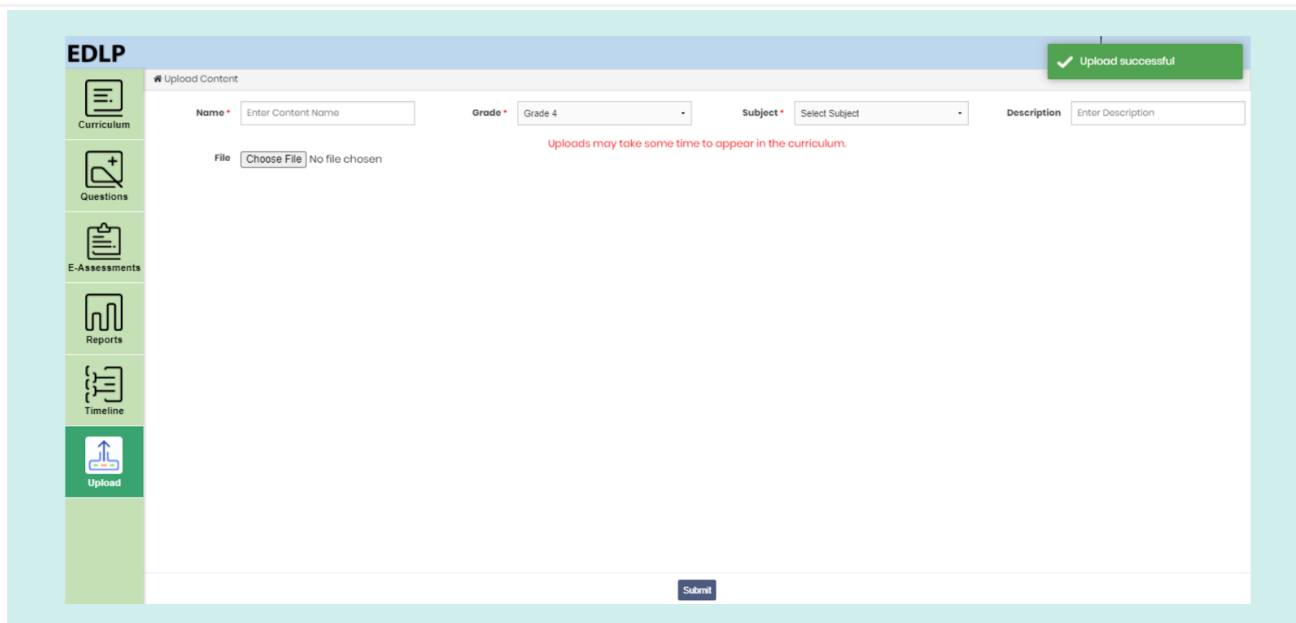 EDLP
Upload successful
Upload Content
Curriculum
Name * Enter Content Name Grade * Grade 4 Subject * Select Subject Description Enter Description
Uploads may take some time to appear in the curriculum.
File Choose File No file chosen
Questions
E-Assessments
Reports
Timeline
Upload
Submit